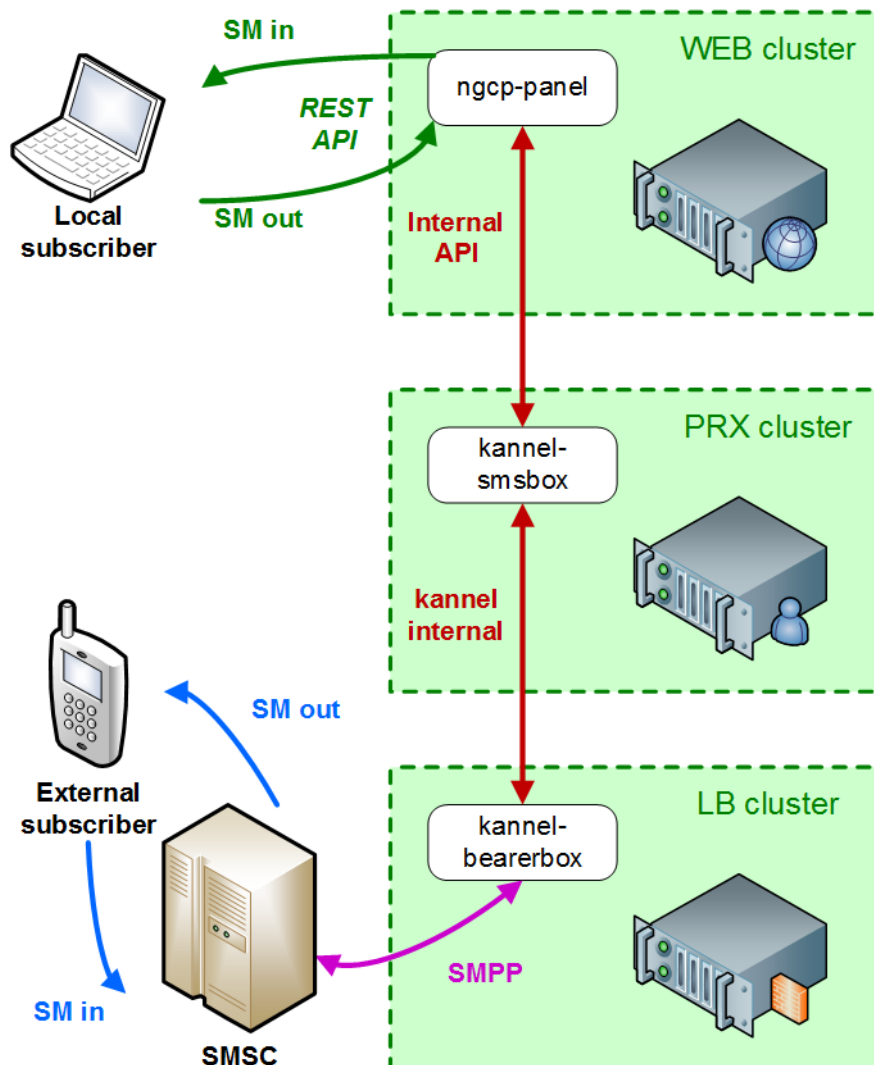 SM in
WEB cluster
ngcp-panel
REST
API
Local
subscriber
SM out
Internal
API
PRX cluster
kannel-
smsbox
kannel
internal
SM out
External
subscriber
LB cluster
kannel-
bearerbox
SMPP
SM in
SMSC